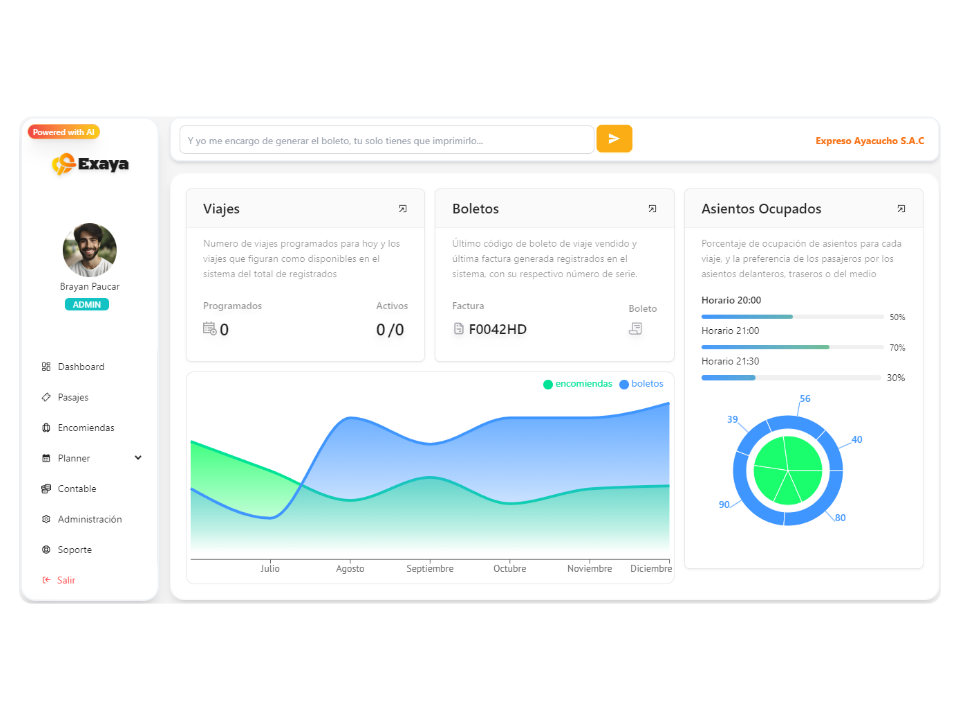 Powered with AI
Exaya
Brayan Paucar
ADMIN
Dashboard
Pasajes
Encomiendas
Planner
Contable
Administración
Soporte
Salir
Y yo me encargo de generar el boleto, tu solo tienes que imprimirlo...
Expreso Ayacucho S.A.C
Viajes
Numero de viajes programados para hoy y los
viajes que figuran como disponibles en el
sistema del total de registrados
Programados
Activos
0
0 /0
Boletos
Último código de boleto de viaje vendido y
última factura generada registrados en el
sistema, con su respectivo número de serie.
Factura
Boleto
F0042HD
Asientos Ocupados
Porcentaje de ocupación de asientos para cada
viaje, y la preferencia de los pasajeros por los
asientos delanteros, traseros o del medio
Horario 20:00
50%
Horario 21:00
70%
Horario 21:30
30%
56
39
40
90
80
encomiendas
boletos
Julio
Agosto
Septiembre
Octubre
Noviembre
Diciembre